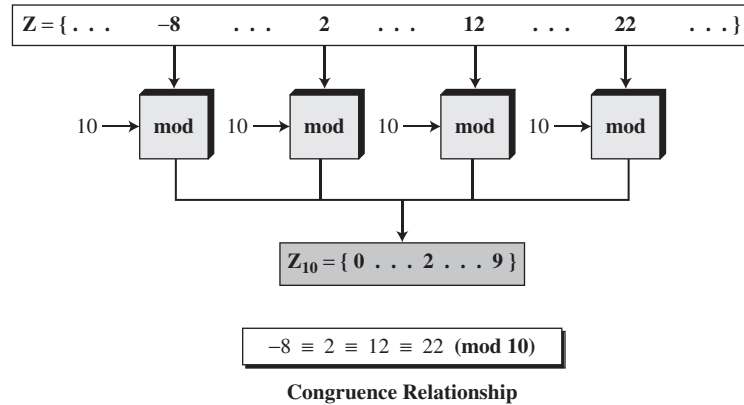 Z = { . . . −8 . . . 2 . . . 12 . . . 22 . . . }
10 mod 10 mod 10 mod 10 mod
Z10 = { 0 . . . 2 . . . 9 }
−8 ≡ 2 ≡ 12 ≡ 22 (mod 10)
Congruence Relationship